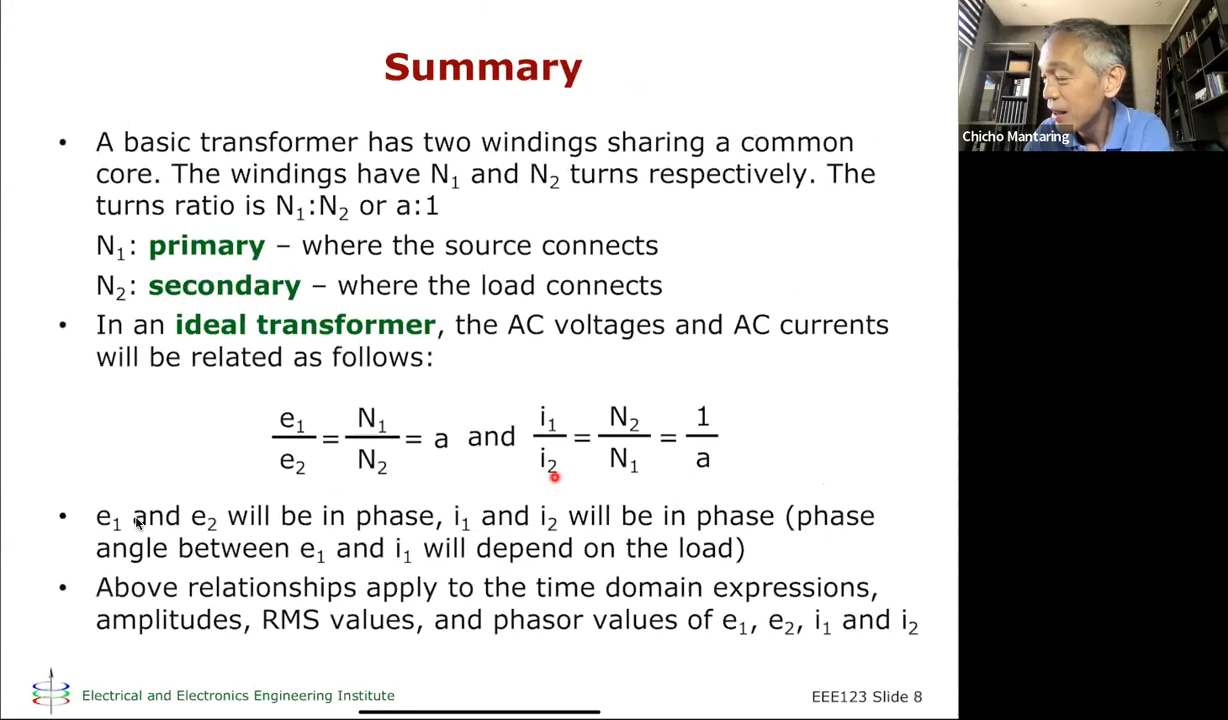 Summary
• A basic transformer has two windings sharing a common
core. The windings have N₁ and N₂ turns respectively. The
turns ratio is N₁:N₂ or a:1
N₁: primary – where the source connects
N₂: secondary – where the load connects
• In an ideal transformer, the AC voltages and AC currents
will be related as follows:
e₁/e₂ = N₁/N₂ = a and i₁/i₂ = N₂/N₁ = 1/a
• e₁ and e₂ will be in phase, i₁ and i₂ will be in phase (phase
angle between e₁ and i₁ will depend on the load)
• Above relationships apply to the time domain expressions,
amplitudes, RMS values, and phasor values of e₁, e₂, i₁ and i₂
Electrical and Electronics Engineering Institute
EEE123 Slide 8
Chicho Mantaring